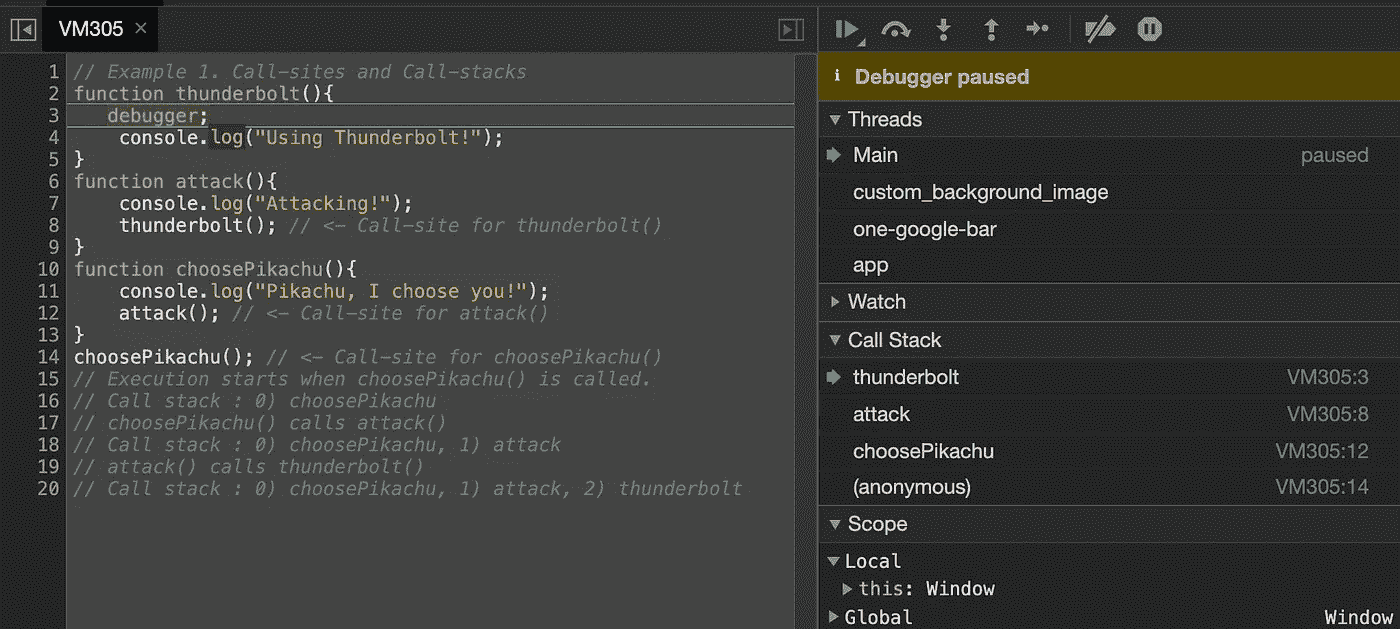 VM305 ×
1 // Example 1. Call-sites and Call-stacks
2 function thunderbolt(){
3 debugger;
4 console.log("Using Thunderbolt!");
5 }
6 function attack(){
7 console.log("Attacking!");
8 thunderbolt(); // <- Call-site for thunderbolt()
9 }
10 function choosePikachu(){
11 console.log("Pikachu, I choose you!");
12 attack(); // <- Call-site for attack()
13 }
14 choosePikachu(); // <- Call-site for choosePikachu()
15 // Execution starts when choosePikachu() is called.
16 // Call stack : 0) choosePikachu
17 // choosePikachu() calls attack()
18 // Call stack : 0) choosePikachu, 1) attack
19 // attack() calls thunderbolt()
20 // Call stack : 0) choosePikachu, 1) attack, 2) thunderbolt
i Debugger paused
Threads
Main paused
custom_background_image
one-google-bar
app
Watch
Call Stack
thunderbolt VM305:3
attack VM305:8
choosePikachu VM305:12
(anonymous) VM305:14
Scope
Local
this: Window
Global Window